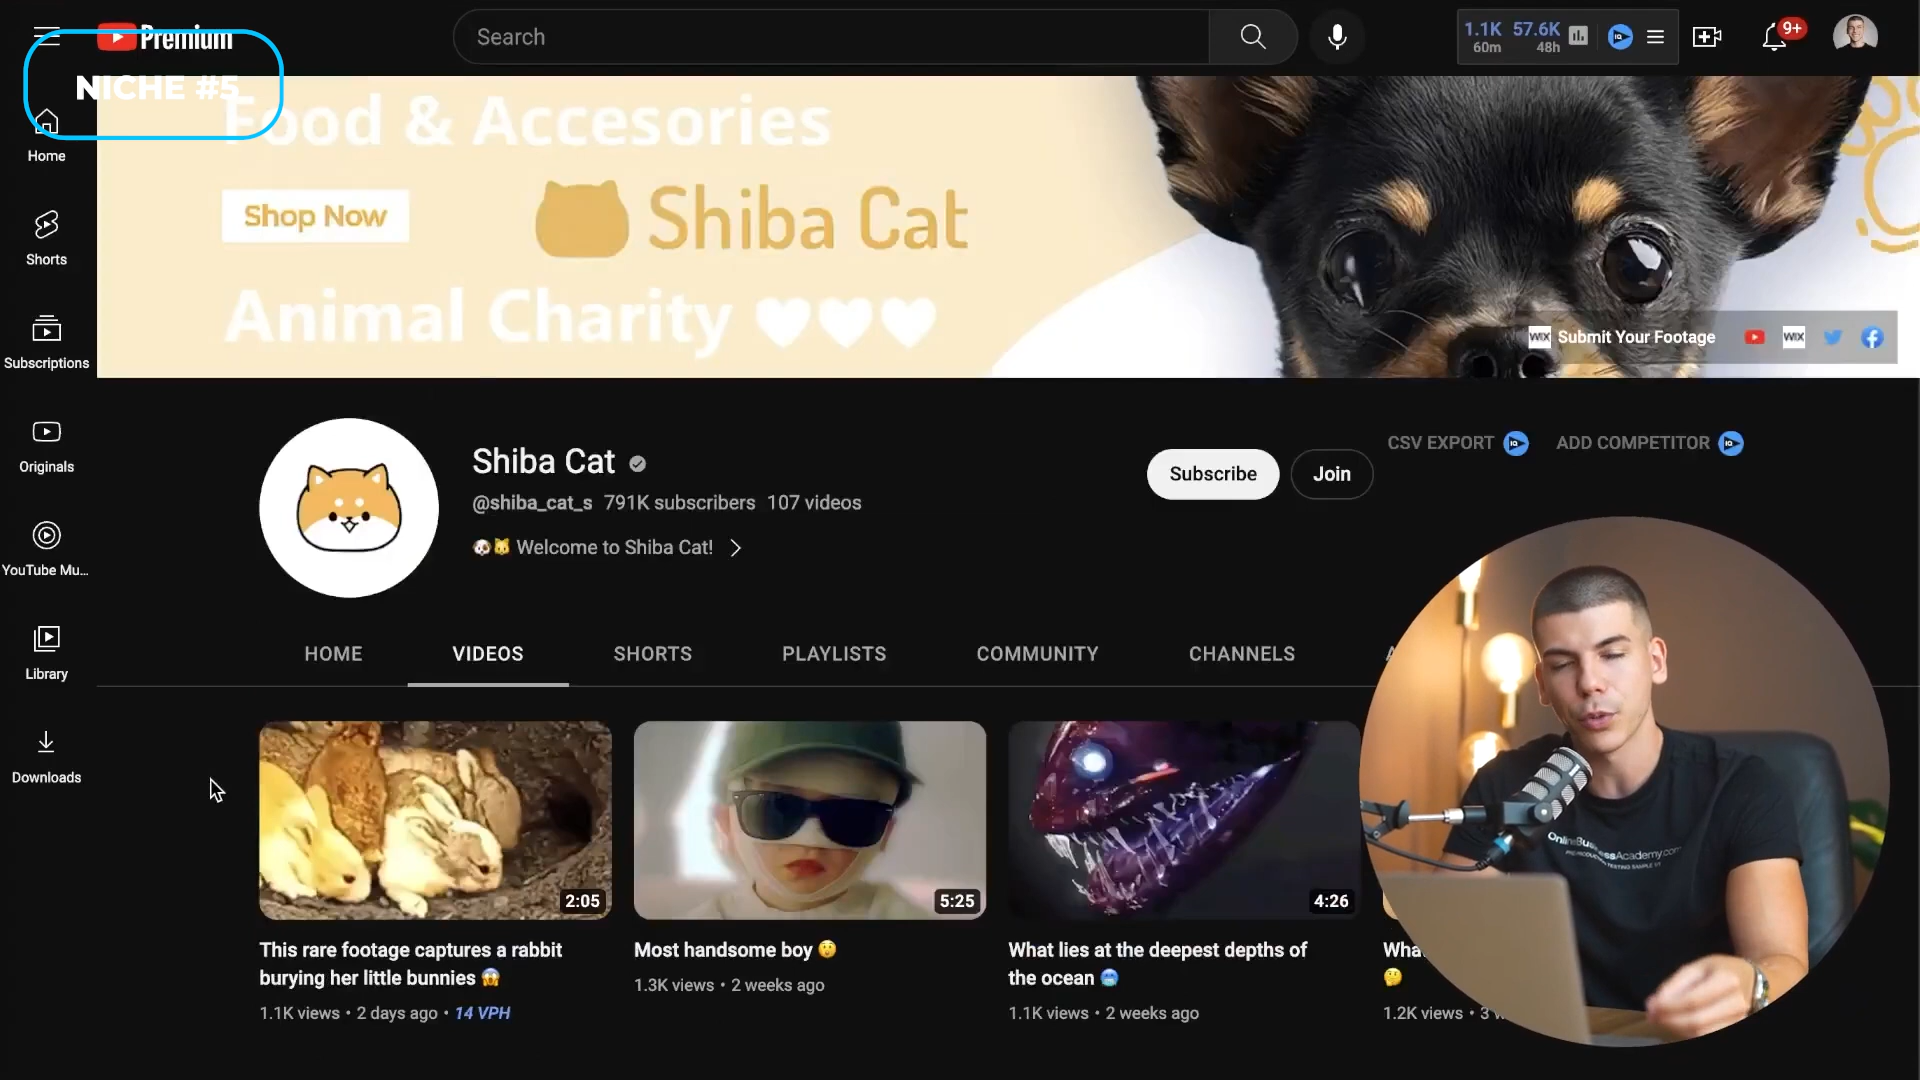 Premium
Search
1.1K 57.6K
60m 48h
9+
NICHE #5
Food & Accesories
Shop Now
Shiba Cat
Animal Charity
WIX Submit Your Footage WIX
Home
Shorts
Subscriptions
Originals
YouTube Mu...
Library
Downloads
Shiba Cat
@shiba_cat_s 791K subscribers 107 videos
Welcome to Shiba Cat!
Subscribe
Join
CSV EXPORT
ADD COMPETITOR
HOME VIDEOS SHORTS PLAYLISTS COMMUNITY CHANNELS A
2:05
5:25
4:26
This rare footage captures a rabbit
burying her little bunnies 😱
1.1K views • 2 days ago • 14 VPH
Most handsome boy 😲
1.3K views • 2 weeks ago
What lies at the deepest depths of
the ocean 🥶
1.1K views • 2 weeks ago
Wha
🤔
1.2K views • 3 w